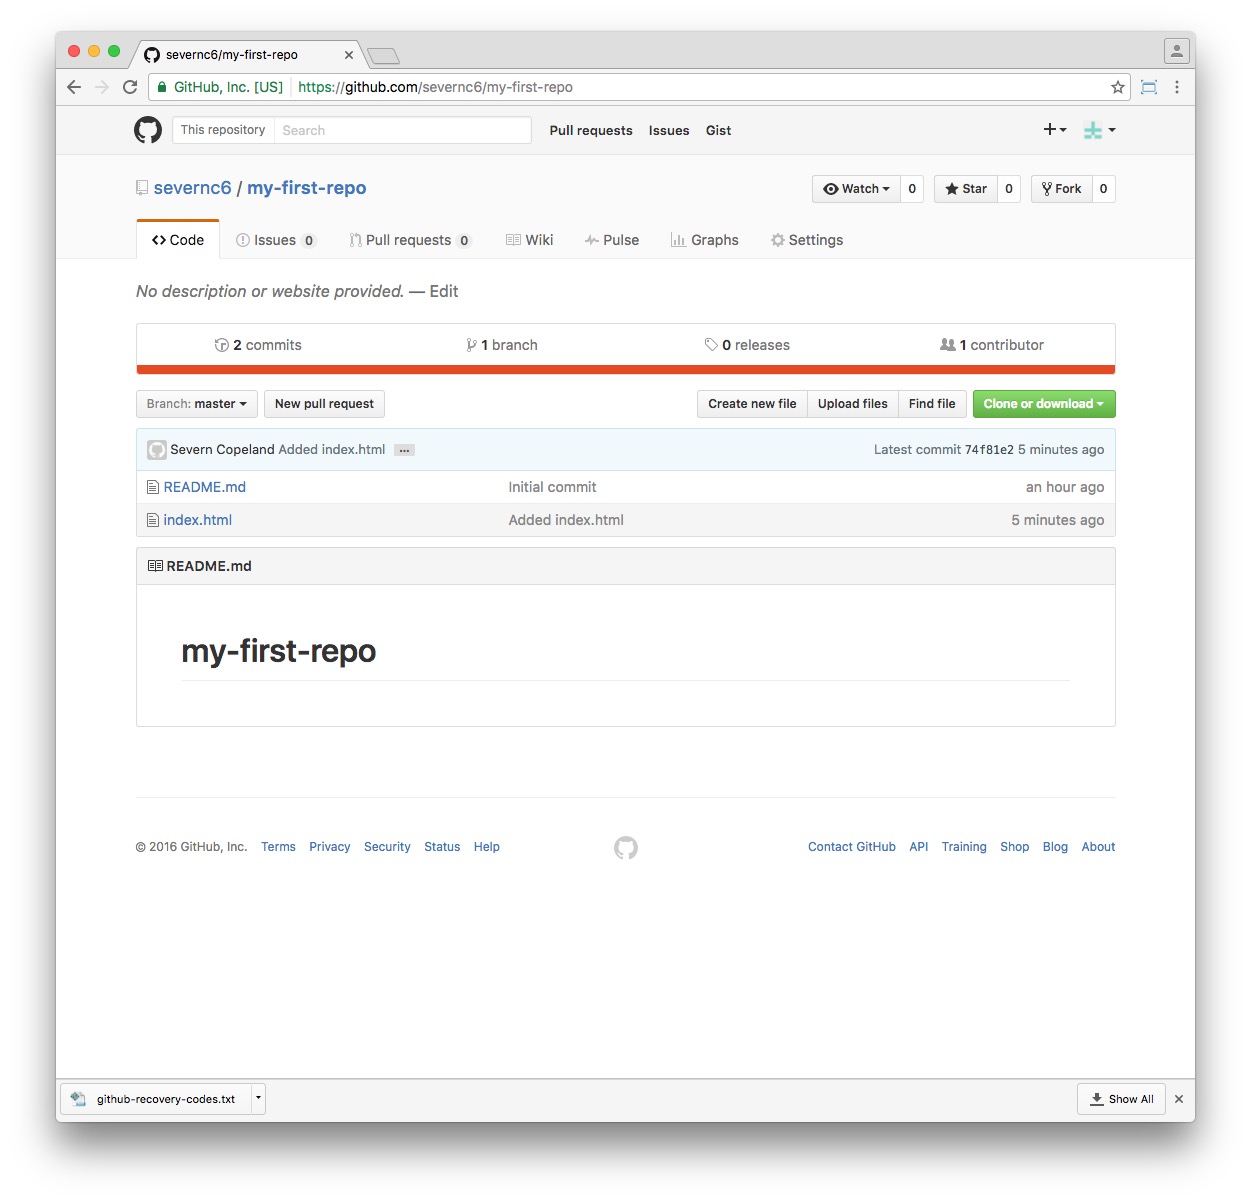 severnc6/my-first-repo
GitHub, Inc. [US] https://github.com/severnc6/my-first-repo
This repository Search Pull requests Issues Gist
severnc6 / my-first-repo Watch 0 Star 0 Fork 0
Code Issues 0 Pull requests 0 Wiki Pulse Graphs Settings
No description or website provided. — Edit
2 commits 1 branch 0 releases 1 contributor
Branch: master New pull request Create new file Upload files Find file Clone or download
Severn Copeland Added index.html … Latest commit 74f81e2 5 minutes ago
README.md Initial commit an hour ago
index.html Added index.html 5 minutes ago
README.md
my-first-repo
© 2016 GitHub, Inc. Terms Privacy Security Status Help Contact GitHub API Training Shop Blog About
github-recovery-codes.txt Show All